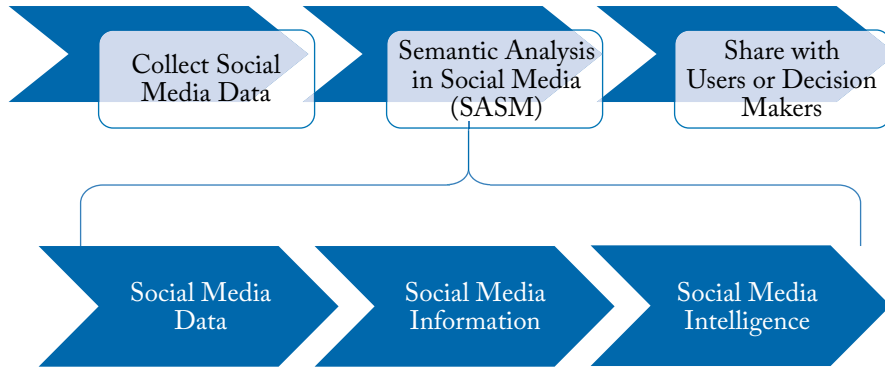 Collect Social
Media Data
Semantic Analysis
in Social Media
(SASM)
Share with
Users or Decision
Makers
Social Media
Data
Social Media
Information
Social Media
Intelligence